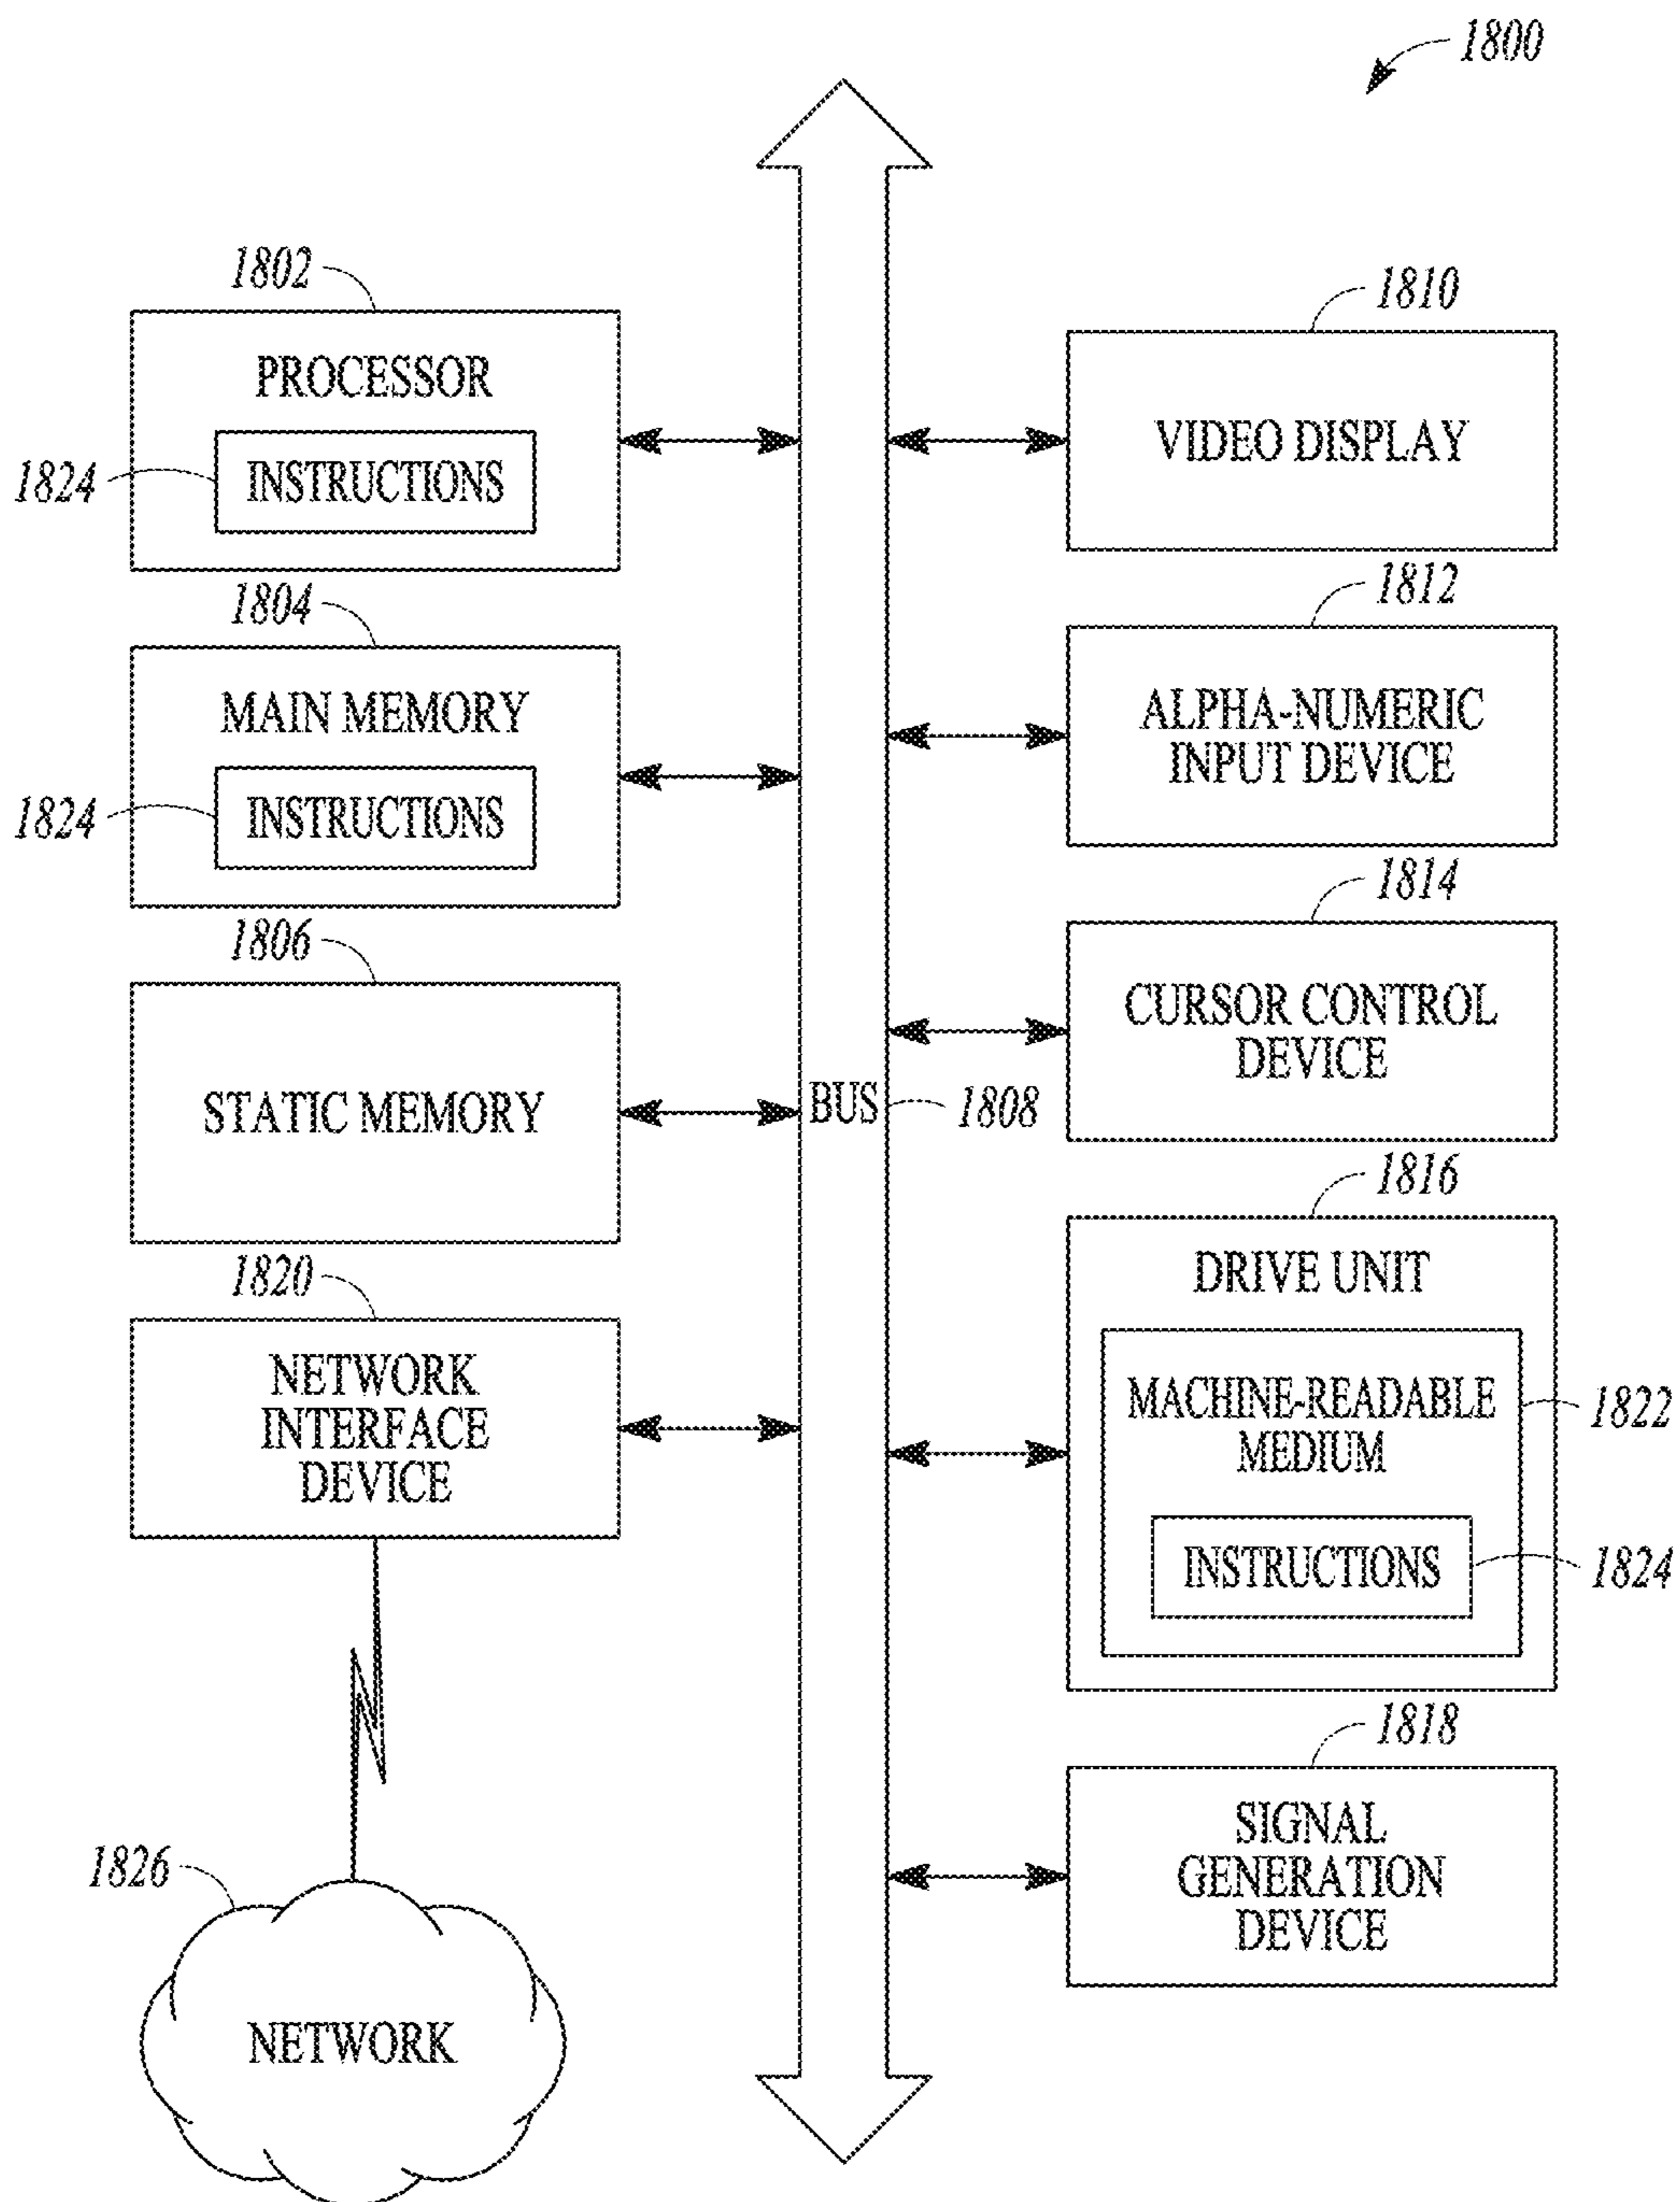 1800
1802
PROCESSOR
1824
INSTRUCTIONS
1804
MAIN MEMORY
1824
INSTRUCTIONS
1806
STATIC MEMORY
1820
NETWORK
INTERFACE
DEVICE
1826
NETWORK
BUS
1808
1810
VIDEO DISPLAY
1812
ALPHA-NUMERIC
INPUT DEVICE
1814
CURSOR CONTROL
DEVICE
1816
DRIVE UNIT
MACHINE-READABLE
MEDIUM
1822
INSTRUCTIONS
1824
1818
SIGNAL
GENERATION
DEVICE